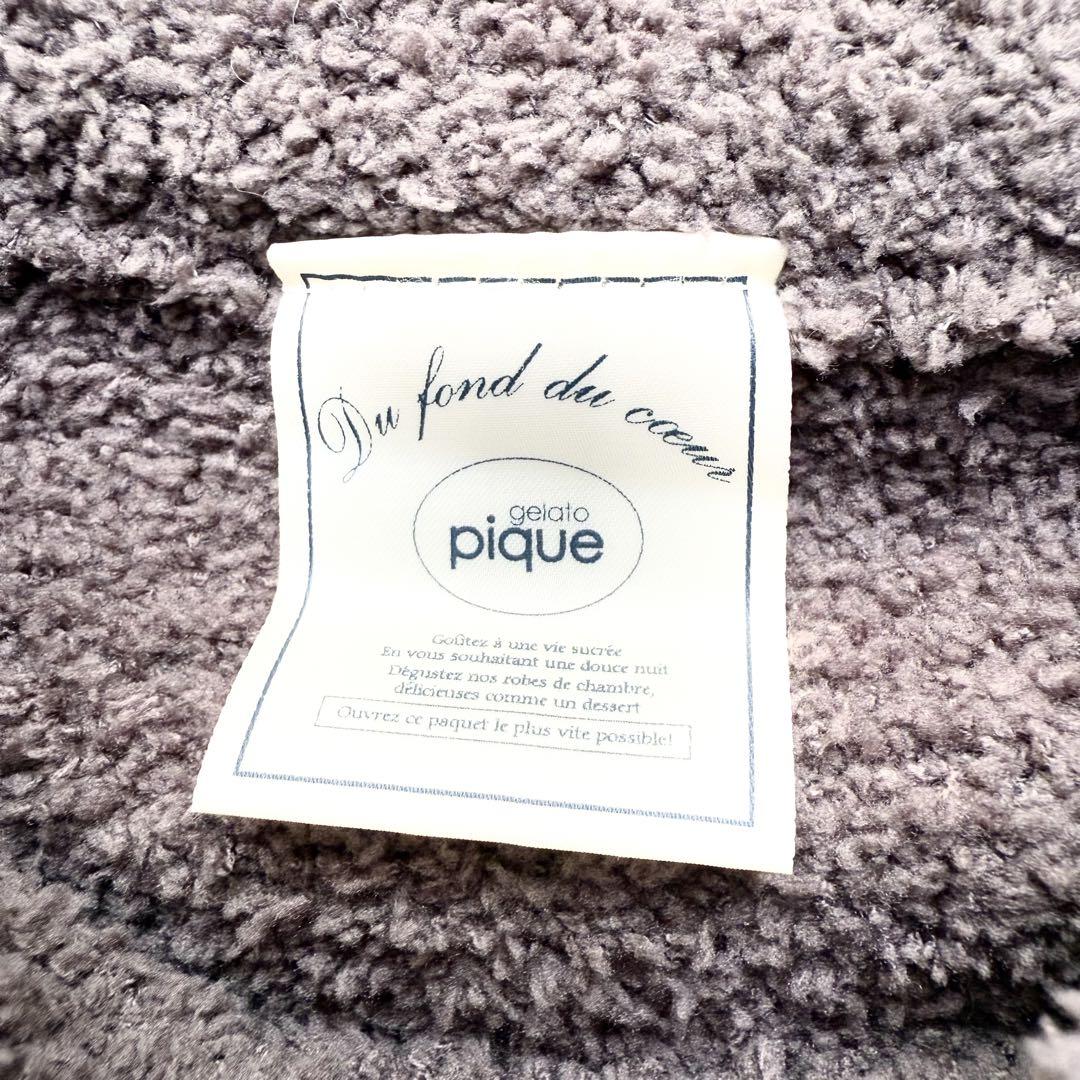 Du fond du cœur
gelato
pique
Goûtez à une vie sucrée
En vous souhaitant une douce nuit
Dégustez nos robes de chambre,
délicieuses comme un dessert
Ouvrez ce paquet le plus vite possible!